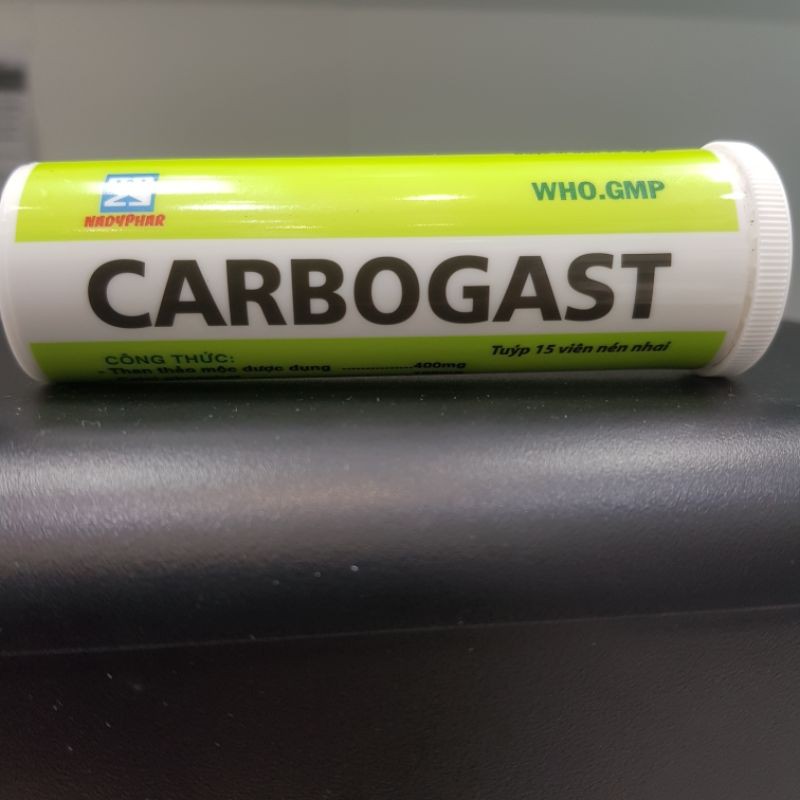 NADYPHAR
WHO.GMP
CARBOGAST
CÔNG THỨC:
Tuýp 15 viên nén nhai
- Than thảo mộc dược dụng ................400mg